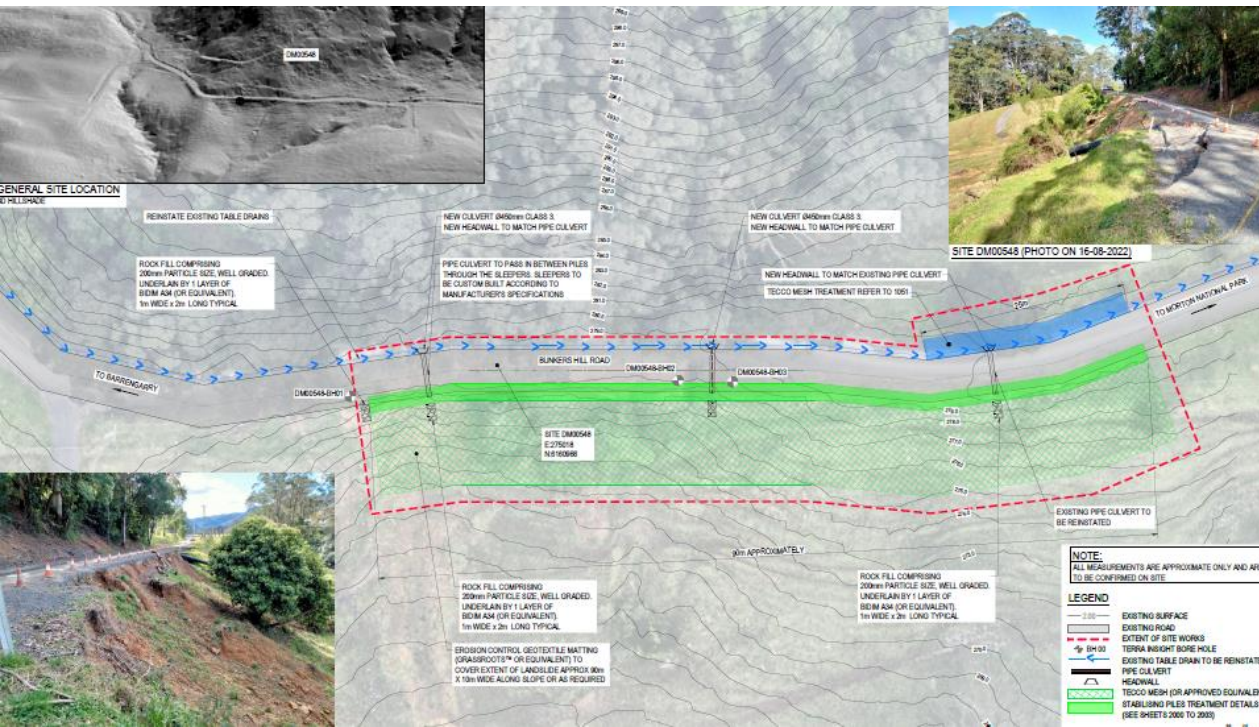 DM00548
GENERAL SITE LOCATION
HILLSHADE
REINSTATE EXISTING TABLE DRAINS
NEW CULVERT Ø450mm CLASS 3.
NEW HEADWALL TO MATCH PIPE CULVERT
NEW CULVERT Ø450mm CLASS 3.
NEW HEADWALL TO MATCH PIPE CULVERT
SITE DM00548 (PHOTO ON 16-08-2022)
ROCK FILL COMPRISING
200mm PARTICLE SIZE, WELL GRADED.
UNDERLAIN BY 1 LAYER OF
BIDIM A34 (OR EQUIVALENT).
1m WIDE x 2m LONG TYPICAL
PIPE CULVERT TO PASS IN BETWEEN PILES
THROUGH THE SLEEPERS. SLEEPERS TO
BE CUSTOM BUILT ACCORDING TO
MANUFACTURER'S SPECIFICATIONS
NEW HEADWALL TO MATCH EXISTING PIPE CULVERT
TECCO MESH TREATMENT REFER TO 1051
25m
TO MORTON NATIONAL PARK
BUNKERS HILL ROAD
TO BARRENGARRY
DM00548-BH01
DM00548-BH02
DM00548-BH03
SITE DM00548
E:275018
N:6160966
EXISTING PIPE CULVERT TO
BE REINSTATED
90m APPROXIMATELY
ROCK FILL COMPRISING
200mm PARTICLE SIZE, WELL GRADED.
UNDERLAIN BY 1 LAYER OF
BIDIM A34 (OR EQUIVALENT).
1m WIDE x 2m LONG TYPICAL
ROCK FILL COMPRISING
200mm PARTICLE SIZE, WELL GRADED.
UNDERLAIN BY 1 LAYER OF
BIDIM A34 (OR EQUIVALENT).
1m WIDE x 2m LONG TYPICAL
EROSION CONTROL GEOTEXTILE MATTING
(GRASSROOTS™ OR EQUIVALENT) TO
COVER EXTENT OF LANDSLIDE APPROX 90m
X 10m WIDE ALONG SLOPE OR AS REQUIRED
NOTE:
ALL MEASUREMENTS ARE APPROXIMATE ONLY AND AR
TO BE CONFIRMED ON SITE
LEGEND
EXISTING SURFACE
EXISTING ROAD
EXTENT OF SITE WORKS
BH 00 TERRA INSIGHT BORE HOLE
EXISTING TABLE DRAIN TO BE REINSTAT
PIPE CULVERT
HEADWALL
TECCO MESH (OR APPROVED EQUIVALEN
STABILISING PILES TREATMENT DETAIL
(SEE SHEETS 2000 TO 2003)